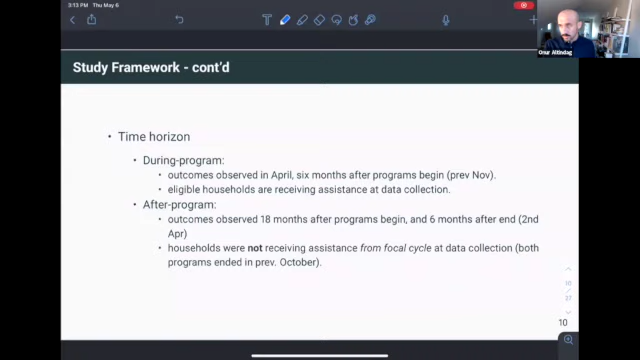 3:13 PM Thu May 6
Onur Altindag
Study Framework - cont'd
• Time horizon
• During-program:
• outcomes observed in April, six months after programs begin (prev Nov).
• eligible households are receiving assistance at data collection.
• After-program:
• outcomes observed 18 months after programs begin, and 6 months after end (2nd
Apr)
• households were not receiving assistance from focal cycle at data collection (both
programs ended in prev. October).
10
/
37
10